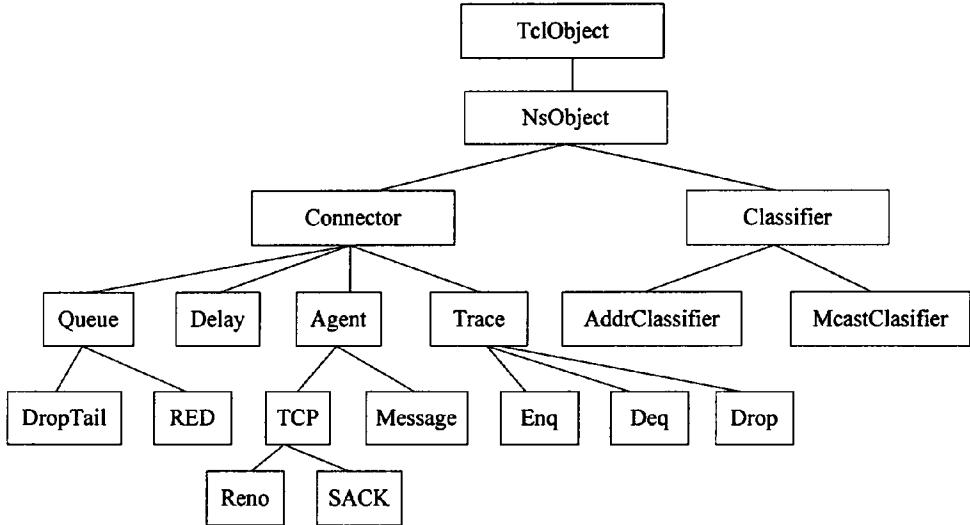 TclObject
NsObject
Connector
Classifier
Queue
Delay
Agent
Trace
AddrClassifier
McastClasifier
DropTail
RED
TCP
Message
Enq
Deq
Drop
Reno
SACK